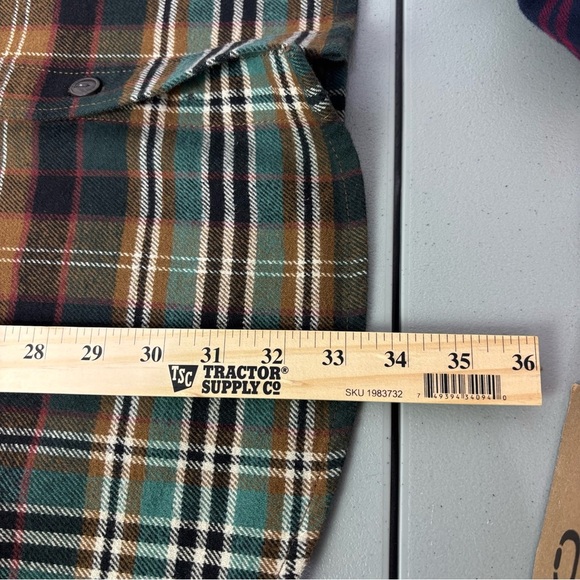 28 29 30 31 32 33 34 35 36
TSC TRACTOR®
SUPPLY CO
SKU 1983732
7 49394 34094 0